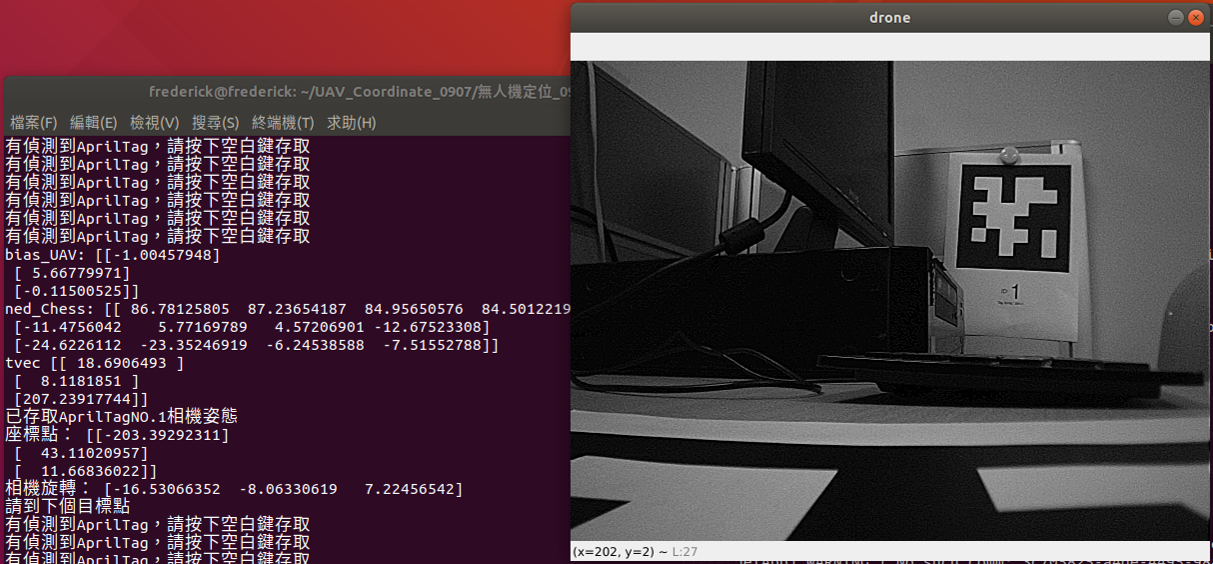 drone
frederick@frederick: ~/UAV_Coordinate_0907/無人機定位_09
檔案(F) 編輯(E) 檢視(V) 搜尋(S) 終端機(T) 求助(H)
有偵測到AprilTag，請按下空白鍵存取
有偵測到AprilTag，請按下空白鍵存取
有偵測到AprilTag，請按下空白鍵存取
有偵測到AprilTag，請按下空白鍵存取
有偵測到AprilTag，請按下空白鍵存取
有偵測到AprilTag，請按下空白鍵存取
bias_UAV: [[-1.00457948]
[ 5.66779971]
[-0.11500525]]
ned_Chess: [[ 86.78125805 87.23654187 84.95650576 84.5012219
[-11.4756042 5.77169789 4.57206901 -12.67523308]
[-24.6226112 -23.35246919 -6.24538588 -7.51552788]]
tvec [[ 18.6906493 ]
[ 8.1181851 ]
[207.23917744]]
已存取AprilTagNO.1相機姿態
座標點： [[-203.39292311]
[ 43.11020957]
[ 11.66836022]]
相機旋轉： [-16.53066352 -8.06330619 7.22456542]
請到下個目標點
有偵測到AprilTag，請按下空白鍵存取
有偵測到AprilTag，請按下空白鍵存取
有偵測到AprilTag，請按下空白鍵存取
ID: 1
(x=202, y=2) ~ L:27